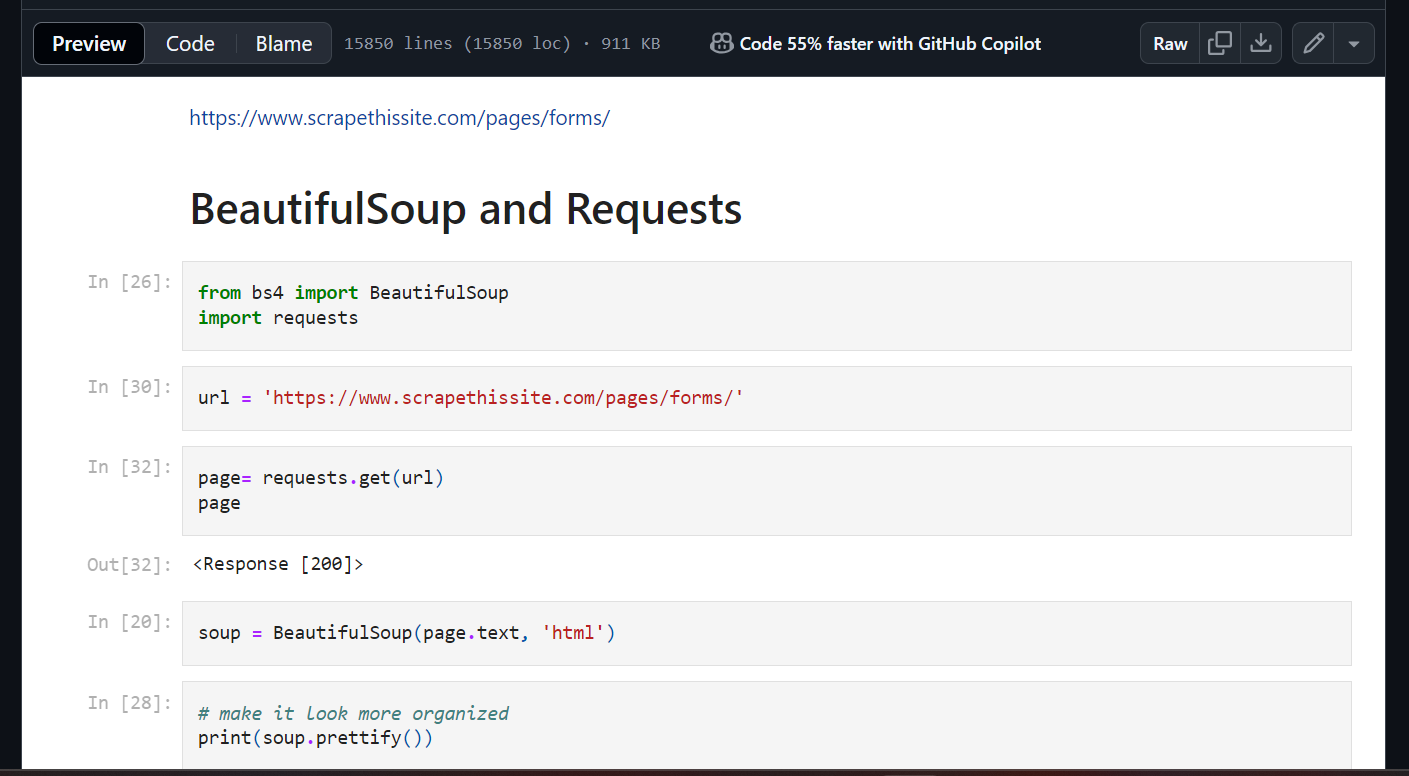 Preview Code Blame 15850 lines (15850 loc) · 911 KB Code 55% faster with GitHub Copilot Raw
https://www.scrapethissite.com/pages/forms/
BeautifulSoup and Requests
In [26]:
from bs4 import BeautifulSoup
import requests
In [30]:
url = 'https://www.scrapethissite.com/pages/forms/'
In [32]:
page= requests.get(url)
page
Out[32]: <Response [200]>
In [20]:
soup = BeautifulSoup(page.text, 'html')
In [28]:
# make it look more organized
print(soup.prettify())